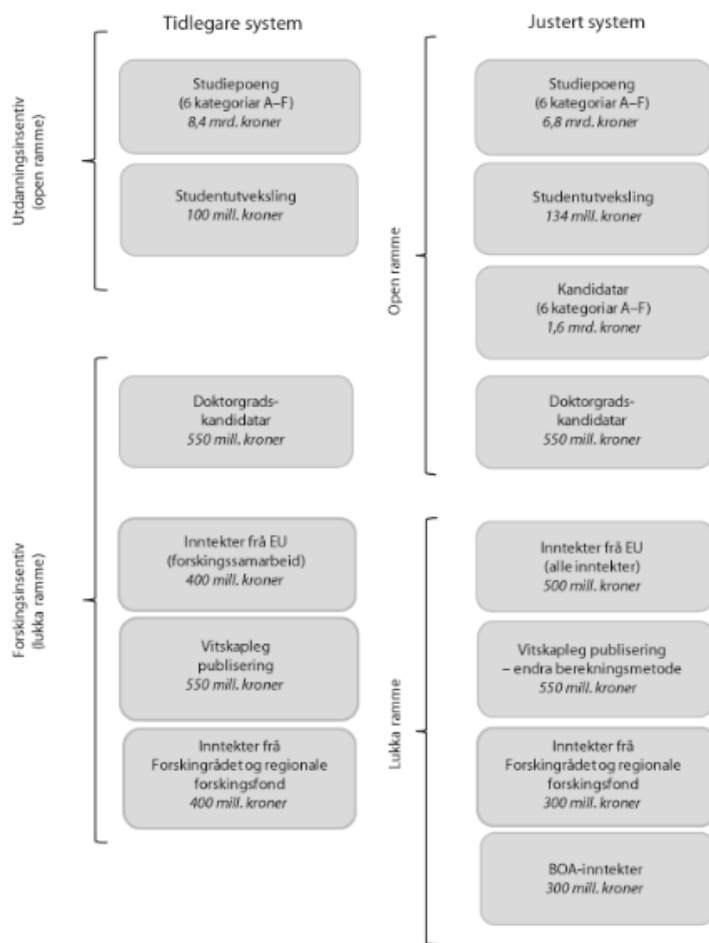 Tidlegare system
Utdanningsinsentiv
(open ramme)
Studiepoeng
(6 kategoriar A–F)
8,4 mrd. kroner
Studentutveksling
100 mill. kroner
Forskingsinsentiv
(lukka ramme)
Doktorgrads-
kandidatar
550 mill. kroner
Inntekter frå EU
(forskingssamarbeid)
400 mill. kroner
Vitskapleg
publisering
550 mill. kroner
Inntekter frå
Forskingrådet og regionale
forskingsfond
400 mill. kroner
Justert system
Open ramme
Studiepoeng
(6 kategoriar A–F)
6,8 mrd. kroner
Studentutveksling
134 mill. kroner
Kandidatar
(6 kategoriar A–F)
1,6 mrd. kroner
Doktorgrads-
kandidatar
550 mill. kroner
Lukka ramme
Inntekter frå EU
(alle inntekter)
500 mill. kroner
Vitskapleg publisering
– endra berekningsmetode
550 mill. kroner
Inntekter frå
Forskingrådet og regionale
forskingsfond
300 mill. kroner
BOA-inntekter
300 mill. kroner